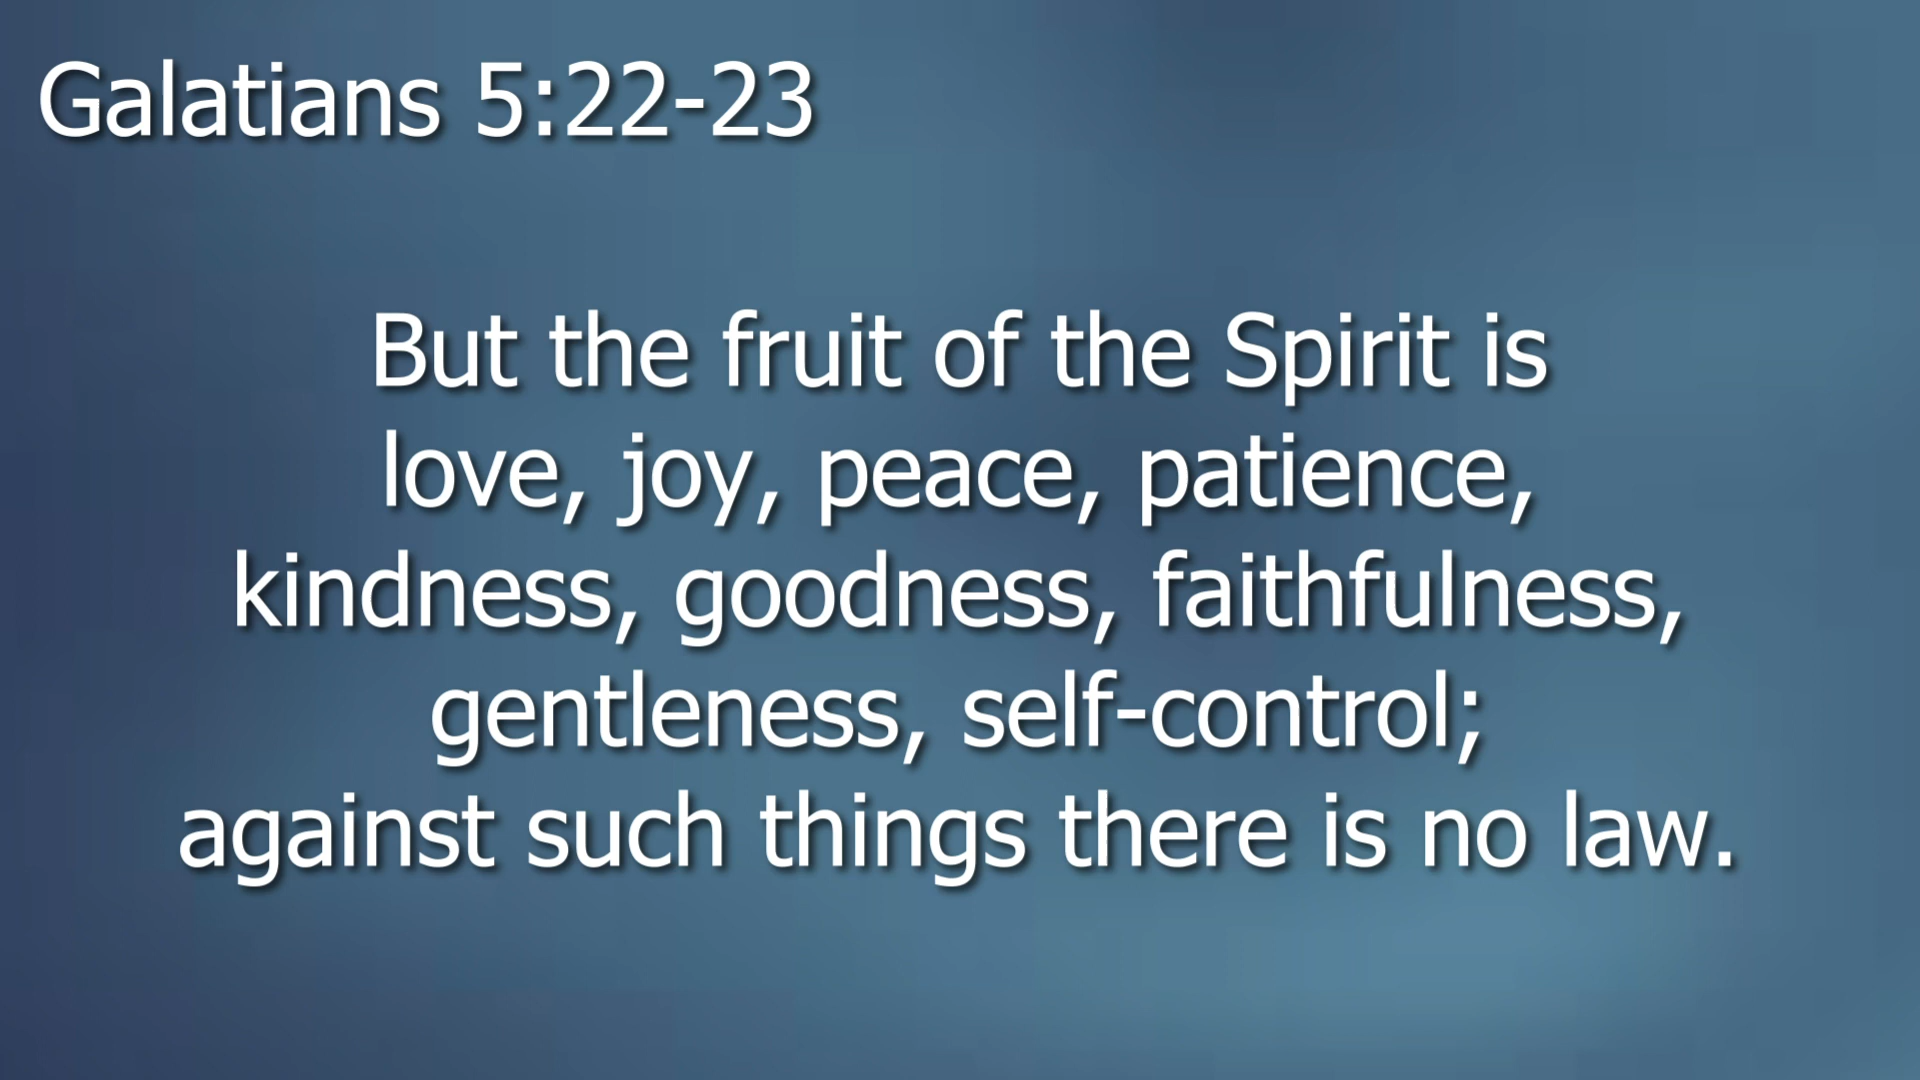 Galatians 5:22-23
But the fruit of the Spirit is
love, joy, peace, patience,
kindness, goodness, faithfulness,
gentleness, self-control;
against such things there is no law.